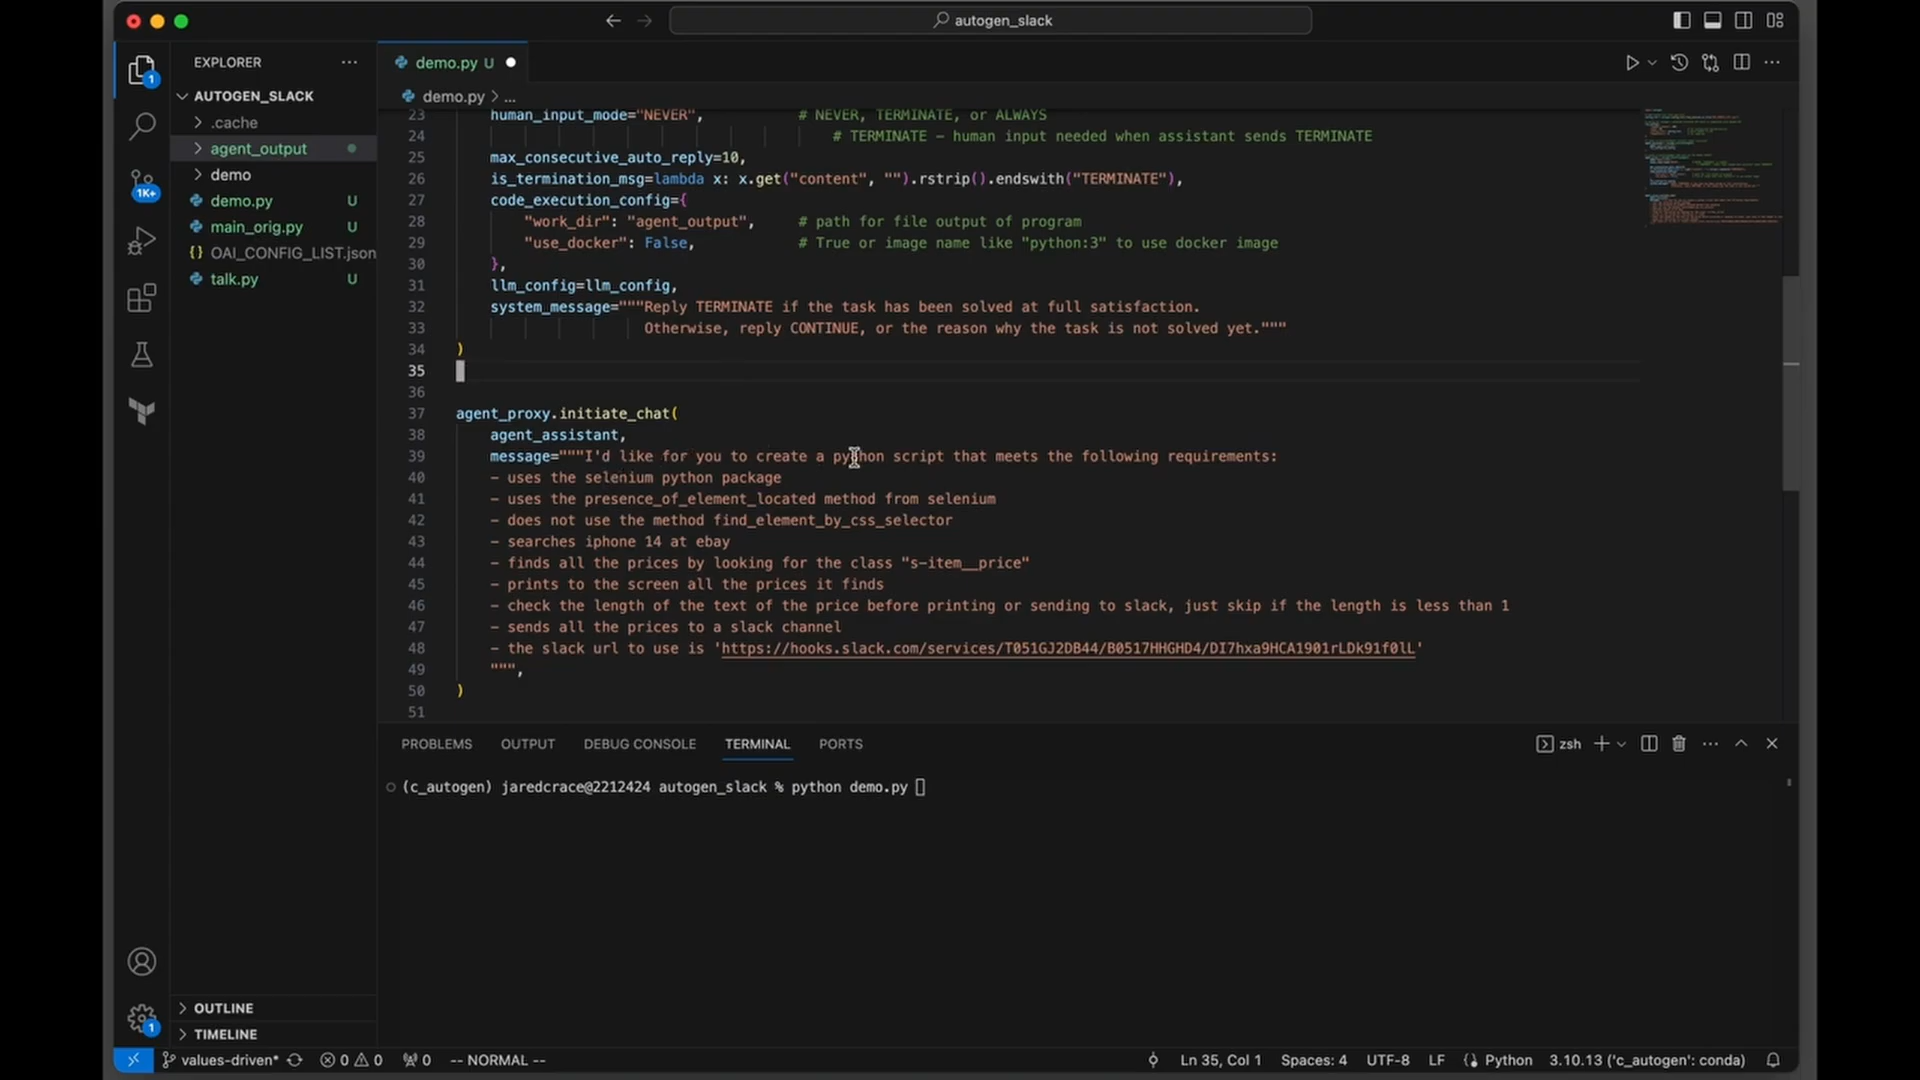 autogen_slack
EXPLORER
demo.py U
AUTOGEN_SLACK
demo.py > ...
.cache
agent_output
demo
demo.py U
main_orig.py U
OAI_CONFIG_LIST.json
talk.py U
1
1K+
23 human_input_mode="NEVER", # NEVER, TERMINATE, or ALWAYS
24 # TERMINATE – human input needed when assistant sends TERMINATE
25 max_consecutive_auto_reply=10,
26 is_termination_msg=lambda x: x.get("content", "").rstrip().endswith("TERMINATE"),
27 code_execution_config={
28 "work_dir": "agent_output", # path for file output of program
29 "use_docker": False, # True or image name like "python:3" to use docker image
30 },
31 llm_config=llm_config,
32 system_message="""Reply TERMINATE if the task has been solved at full satisfaction.
33 Otherwise, reply CONTINUE, or the reason why the task is not solved yet."""
34 )
35
36
37 agent_proxy.initiate_chat(
38 agent_assistant,
39 message="""I'd like for you to create a python script that meets the following requirements:
40 - uses the selenium python package
41 - uses the presence_of_element_located method from selenium
42 - does not use the method find_element_by_css_selector
43 - searches iphone 14 at ebay
44 - finds all the prices by looking for the class "s-item__price"
45 - prints to the screen all the prices it finds
46 - check the length of the text of the price before printing or sending to slack, just skip if the length is less than 1
47 - sends all the prices to a slack channel
48 - the slack url to use is 'https://hooks.slack.com/services/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'
49 """,
50 )
51
PROBLEMS OUTPUT DEBUG CONSOLE TERMINAL PORTS zsh
(c_autogen) jaredcrace@2212424 autogen_slack % python demo.py
OUTLINE
TIMELINE
1
values-driven* 0 0 0 -- NORMAL -- Ln 35, Col 1 Spaces: 4 UTF-8 LF Python 3.10.13 ('c_autogen': conda)